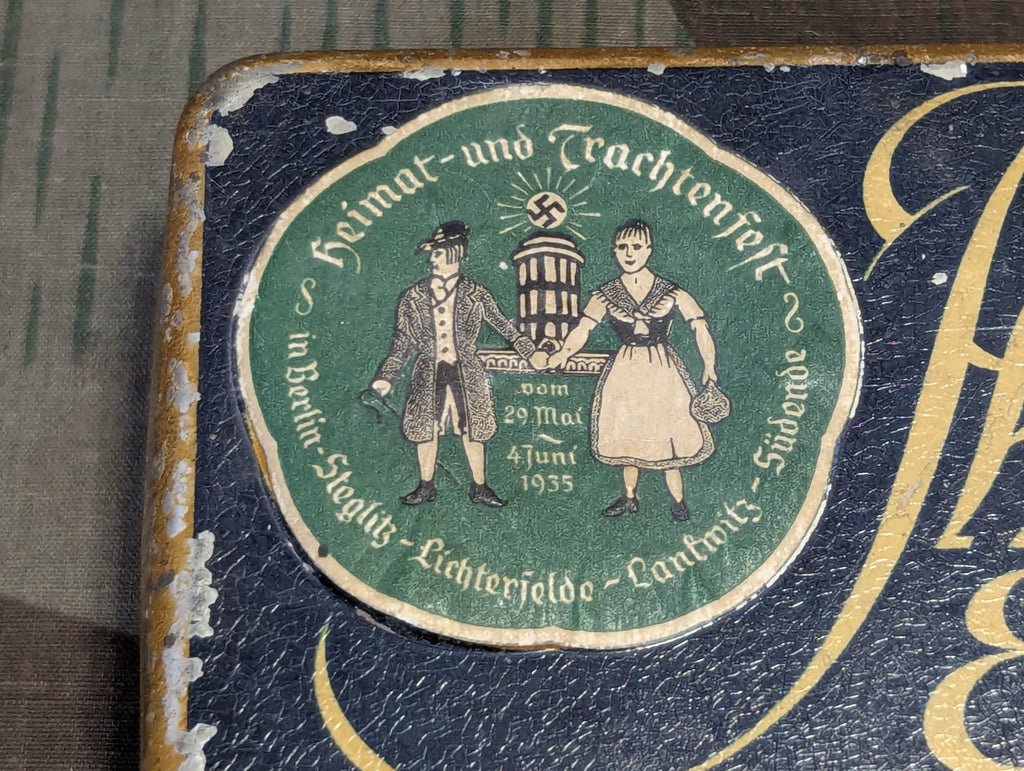 Heimat- und Trachtenfest
vom
29. Mai
~
4 Juni
1935
in Berlin-Steglitz - Lichterfelde - Lankwitz - Südende